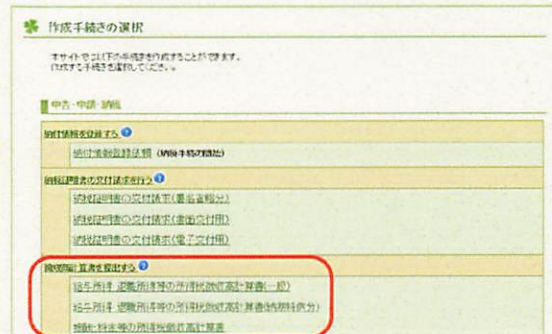 作成手続きの選択
本サイトでは以下の手続きを作成することができます。
作成する手続きを選択してください。
申告・申請・納税
納付情報を登録する
納付情報登録依頼 (納税手続の開始)
納税証明書の交付請求を行う
納税証明書の交付請求(署名省略分)
納税証明書の交付請求(書面交付用)
納税証明書の交付請求(電子交付用)
徴収高計算書を提出する
給与所得・退職所得等の所得税徴収高計算書(一般)
給与所得・退職所得等の所得税徴収高計算書(納期特例分)
報酬・料金等の所得税徴収高計算書